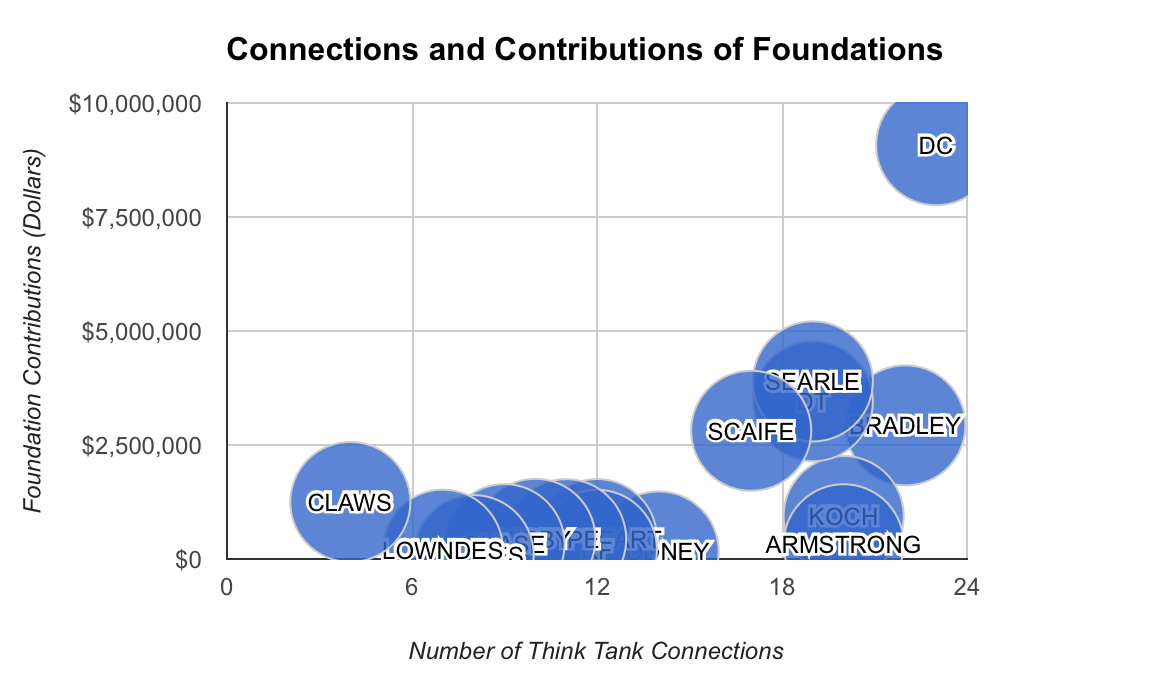 Connections and Contributions of Foundations
Foundation Contributions (Dollars)
$10,000,000
$7,500,000
$5,000,000
$2,500,000
$0
DC
SEARLE
DT
SCAIFE
BRADLEY
CLAWS
KOCH
ARMSTRONG
LOWNDES
0
6
12
18
24
Number of Think Tank Connections